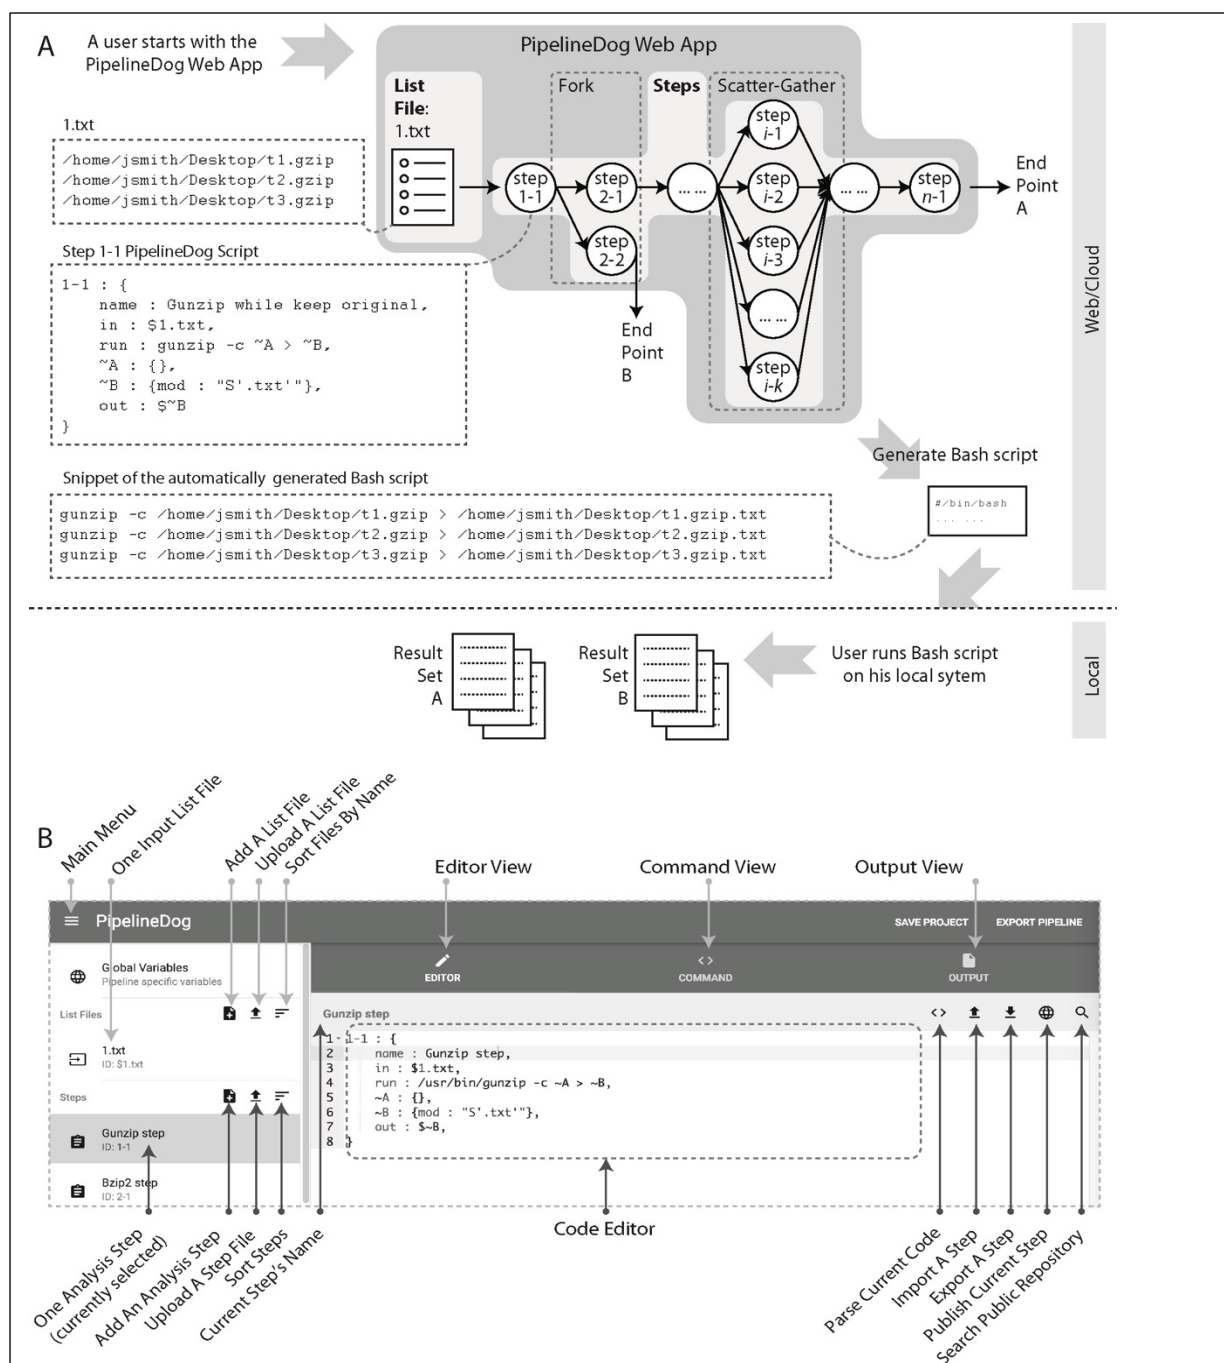 A
A user starts with the
PipelineDog Web App
PipelineDog Web App
List
File:
1.txt
Fork
Steps
Scatter-Gather
step
1-1
step
2-1
step
2-2
... ...
step
i-1
step
i-2
step
i-3
... ...
step
i-k
... ...
step
n-1
End
Point
A
End
Point
B
1.txt
/home/jsmith/Desktop/t1.gzip
/home/jsmith/Desktop/t2.gzip
/home/jsmith/Desktop/t3.gzip
Step 1-1 PipelineDog Script
1-1 : {
name : Gunzip while keep original,
in : $1.txt,
run : gunzip -c ~A > ~B,
~A : {},
~B : {mod : "S'.txt'"},
out : $~B
}
Web/Cloud
Generate Bash script
#/bin/bash
... ...
Snippet of the automatically generated Bash script
gunzip -c /home/jsmith/Desktop/t1.gzip > /home/jsmith/Desktop/t1.gzip.txt
gunzip -c /home/jsmith/Desktop/t2.gzip > /home/jsmith/Desktop/t2.gzip.txt
gunzip -c /home/jsmith/Desktop/t3.gzip > /home/jsmith/Desktop/t3.gzip.txt
Result
Set
A
Result
Set
B
User runs Bash script
on his local sytem
Local
B
Main Menu
One Input List File
Add A List File
Upload A List File
Sort Files By Name
Editor View
Command View
Output View
PipelineDog
SAVE PROJECT
EXPORT PIPELINE
Global Variables
Pipeline specific variables
EDITOR
<> COMMAND
OUTPUT
List Files
1.txt
ID: $1.txt
Steps
Gunzip step
ID: 1-1
Bzip2 step
ID: 2-1
Gunzip step
<>
1 1-1 : {
2 name : Gunzip step,
3 in : $1.txt,
4 run : /usr/bin/gunzip -c ~A > ~B,
5 ~A : {},
6 ~B : {mod : "S'.txt'"},
7 out : $~B,
8 }
One Analysis Step
(currently selected)
Add An Analysis Step
Upload A Step File
Sort Steps
Current Step's Name
Code Editor
Parse Current Code
Import A Step
Export A Step
Publish Current Step
Search Public Repository